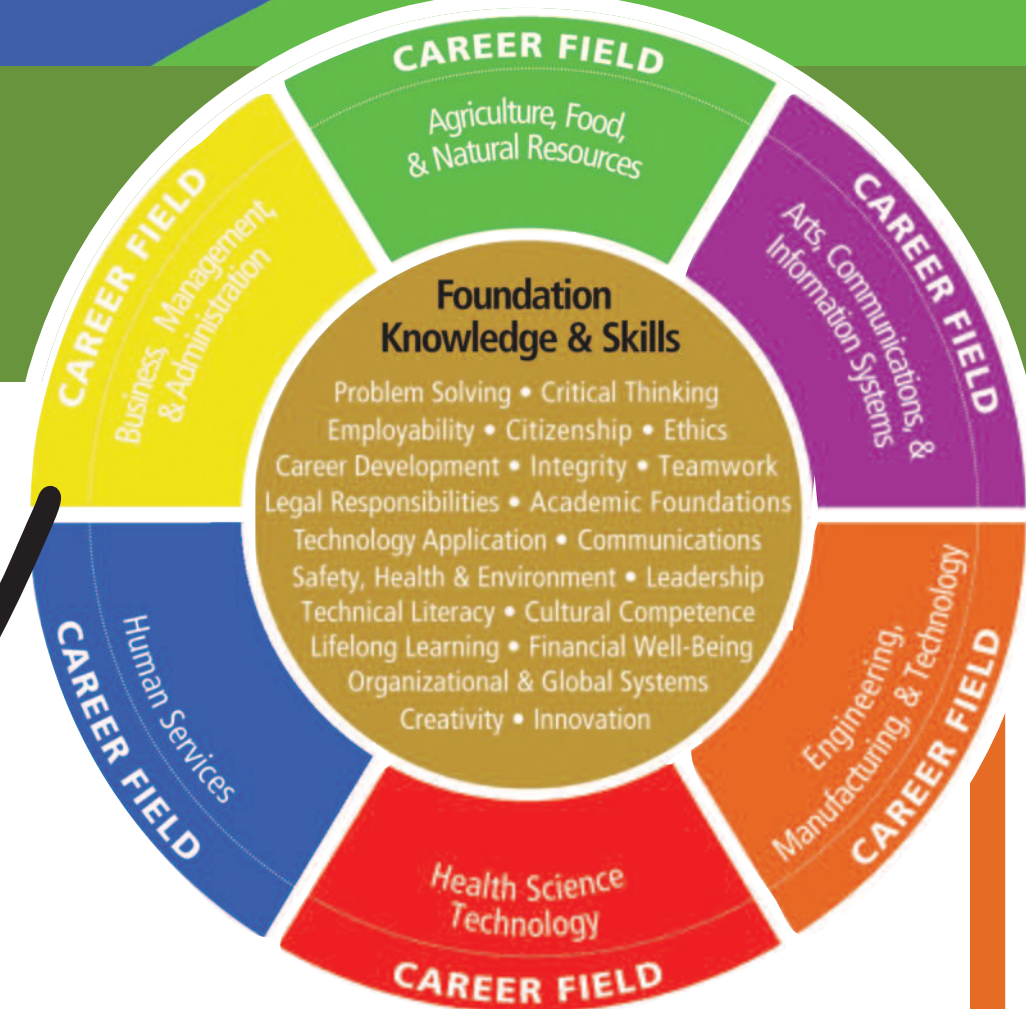 CAREER FIELD
Agriculture, Food,
& Natural Resources
CAREER FIELD
Arts, Communications, &
Information Systems
CAREER FIELD
Engineering,
Manufacturing, & Technology
CAREER FIELD
Health Science
Technology
CAREER FIELD
Human Services
CAREER FIELD
Business, Management,
& Administration
Foundation
Knowledge & Skills
Problem Solving • Critical Thinking
Employability • Citizenship • Ethics
Career Development • Integrity • Teamwork
Legal Responsibilities • Academic Foundations
Technology Application • Communications
Safety, Health & Environment • Leadership
Technical Literacy • Cultural Competence
Lifelong Learning • Financial Well-Being
Organizational & Global Systems
Creativity • Innovation